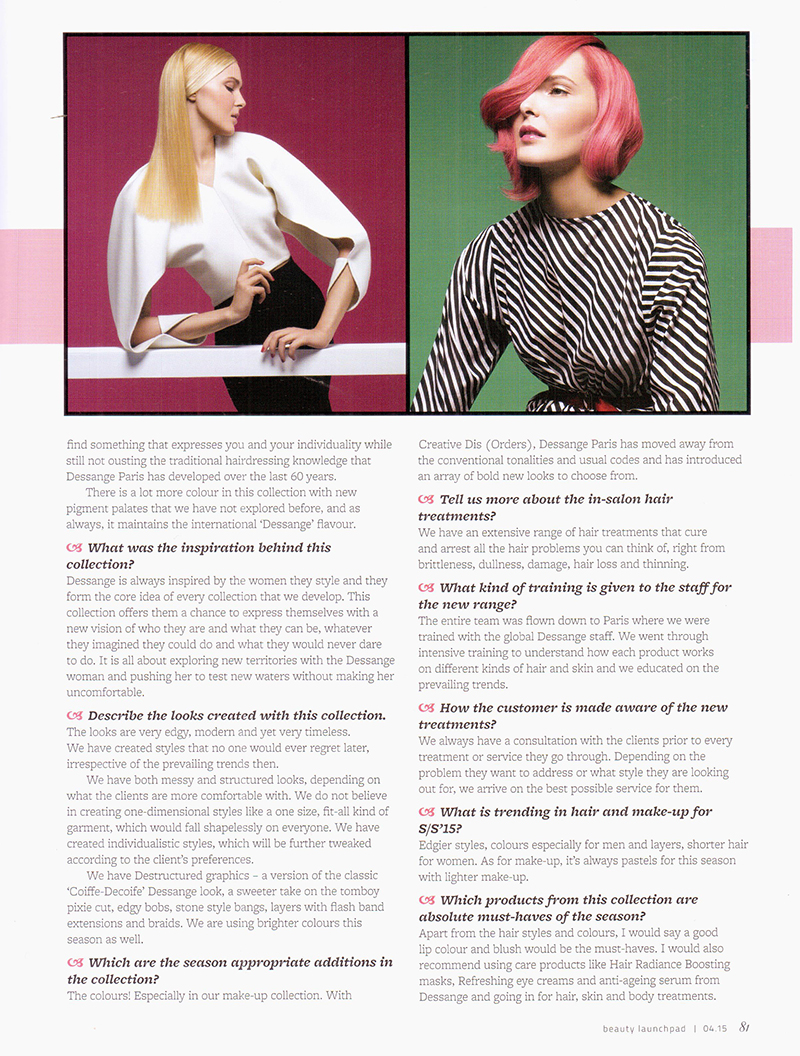 find something that expresses you and your individuality while
still not ousting the traditional hairdressing knowledge that
Dessange Paris has developed over the last 60 years.
There is a lot more colour in this collection with new
pigment palates that we have not explored before, and as
always, it maintains the international 'Dessange' flavour.
What was the inspiration behind this
collection?
Dessange is always inspired by the women they style and they
form the core idea of every collection that we develop. This
collection offers them a chance to express themselves with a
new vision of who they are and what they can be, whatever
they imagined they could do and what they would never dare
to do. It is all about exploring new territories with the Dessange
woman and pushing her to test new waters without making her
uncomfortable.
Describe the looks created with this collection.
The looks are very edgy, modern and yet very timeless.
We have created styles that no one would ever regret later,
irrespective of the prevailing trends then.
We have both messy and structured looks, depending on
what the clients are more comfortable with. We do not believe
in creating one-dimensional styles like a one size, fit-all kind of
garment, which would fall shapelessly on everyone. We have
created individualistic styles, which will be further tweaked
according to the client's preferences.
We have Destructured graphics – a version of the classic
'Coiffe-Decoife' Dessange look, a sweeter take on the tomboy
pixie cut, edgy bobs, stone style bangs, layers with flash band
extensions and braids. We are using brighter colours this
season as well.
Which are the season appropriate additions in
the collection?
The colours! Especially in our make-up collection. With
Creative Dis (Orders), Dessange Paris has moved away from
the conventional tonalities and usual codes and has introduced
an array of bold new looks to choose from.
Tell us more about the in-salon hair
treatments?
We have an extensive range of hair treatments that cure
and arrest all the hair problems you can think of, right from
brittleness, dullness, damage, hair loss and thinning.
What kind of training is given to the staff for
the new range?
The entire team was flown down to Paris where we were
trained with the global Dessange staff. We went through
intensive training to understand how each product works
on different kinds of hair and skin and we educated on the
prevailing trends.
How the customer is made aware of the new
treatments?
We always have a consultation with the clients prior to every
treatment or service they go through. Depending on the
problem they want to address or what style they are looking
out for, we arrive on the best possible service for them.
What is trending in hair and make-up for
S/S'15?
Edgier styles, colours especially for men and layers, shorter hair
for women. As for make-up, it's always pastels for this season
with lighter make-up.
Which products from this collection are
absolute must-haves of the season?
Apart from the hair styles and colours, I would say a good
lip colour and blush would be the must-haves. I would also
recommend using care products like Hair Radiance Boosting
masks, Refreshing eye creams and anti-ageing serum from
Dessange and going in for hair, skin and body treatments.
beauty launchpad | 04.15 81